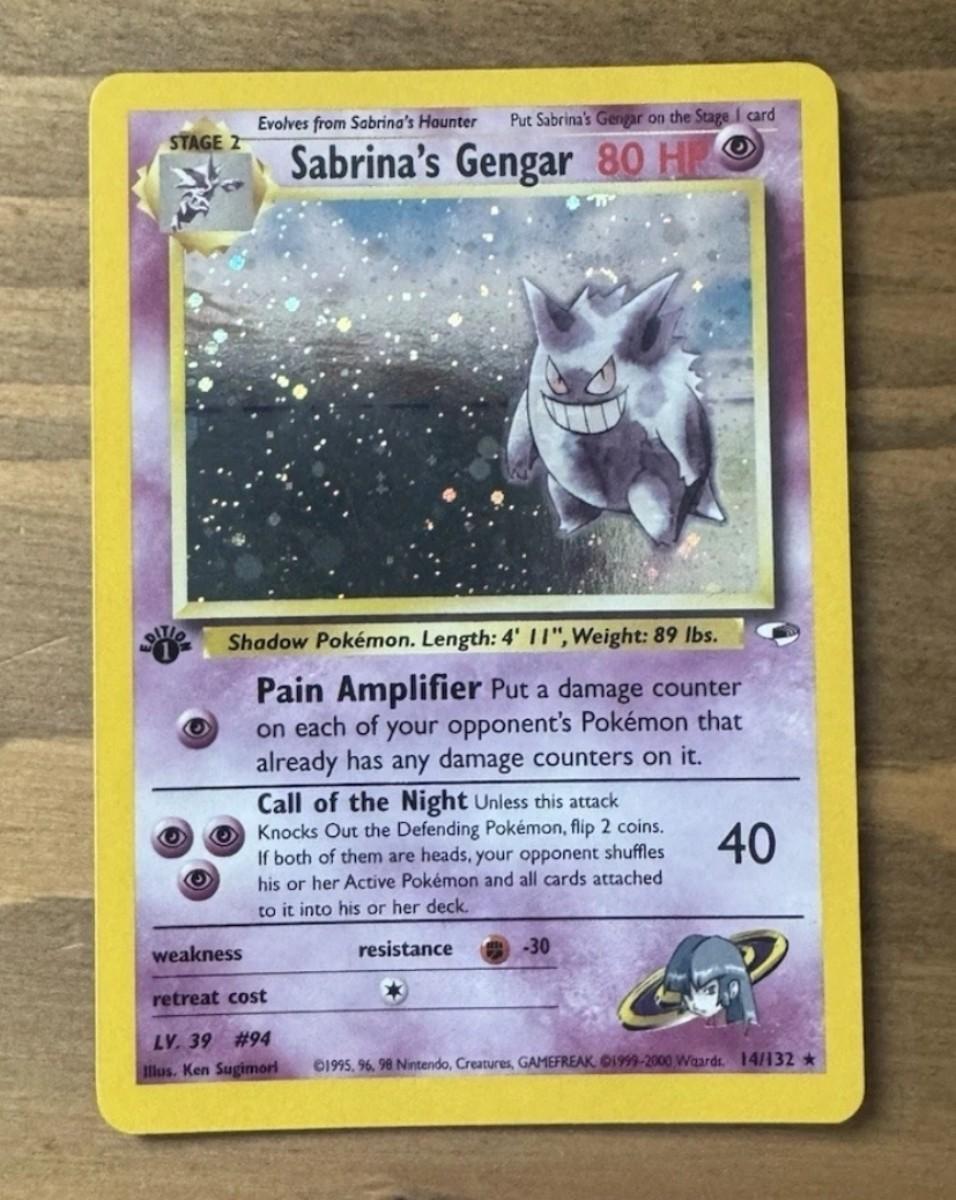 Evolves from Sabrina's Haunter Put Sabrina's Gengar on the Stage 1 card
STAGE 2
Sabrina's Gengar 80 HP
EDITION
1
Shadow Pokémon. Length: 4' 11", Weight: 89 lbs.
Pain Amplifier Put a damage counter
on each of your opponent's Pokémon that
already has any damage counters on it.
Call of the Night Unless this attack
Knocks Out the Defending Pokémon, flip 2 coins.
If both of them are heads, your opponent shuffles
his or her Active Pokémon and all cards attached
to it into his or her deck.
40
weakness resistance -30
retreat cost
LV. 39 #94
Illus. Ken Sugimori ©1995, 96, 98 Nintendo, Creatures, GAMEFREAK. ©1999-2000 Wizards. 14/132 ★